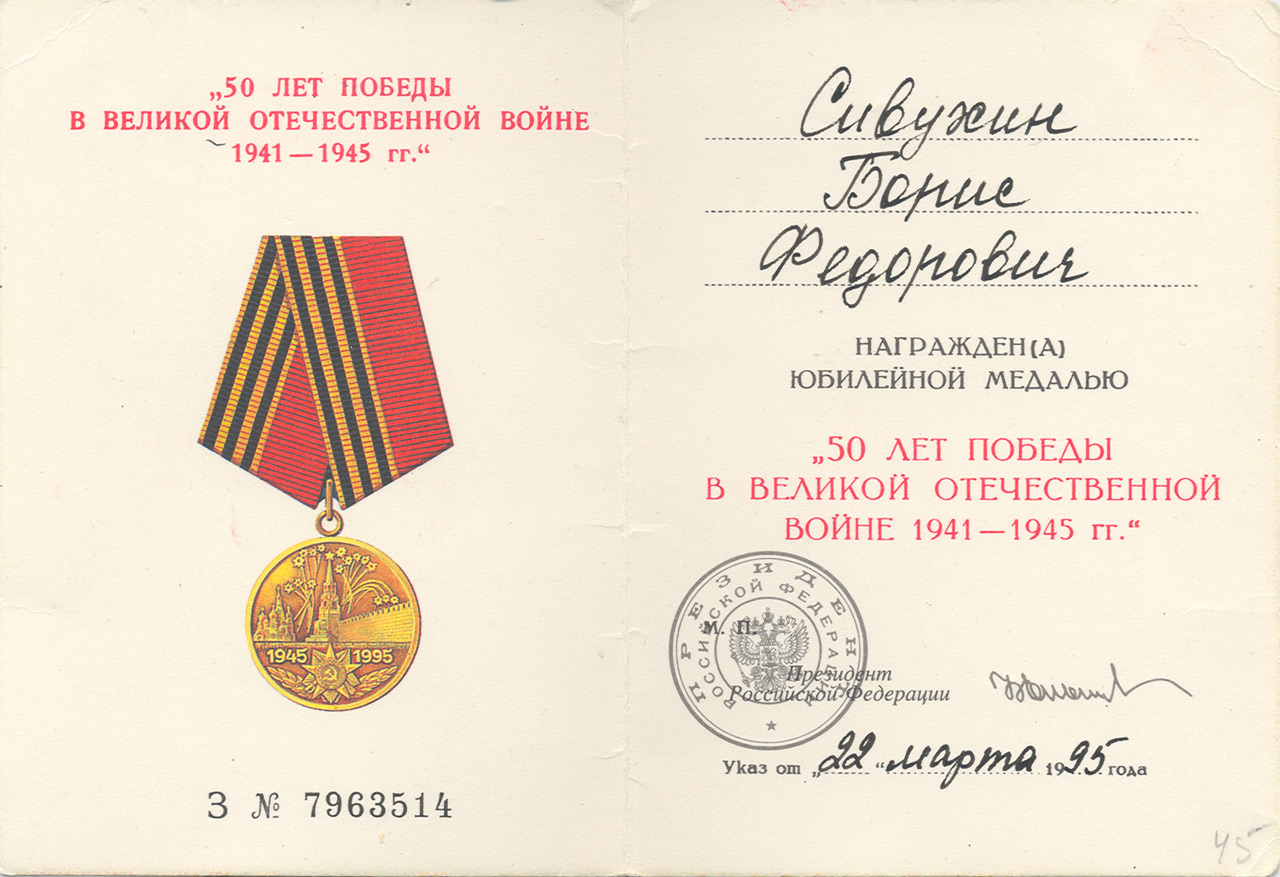 „50 ЛЕТ ПОБЕДЫ
В ВЕЛИКОЙ ОТЕЧЕСТВЕННОЙ ВОЙНЕ
1941—1945 гг.“
1945 1995
З № 7963514
Сивухин
Борис
Федорович
НАГРАЖДЕН(А)
ЮБИЛЕЙНОЙ МЕДАЛЬЮ
„50 ЛЕТ ПОБЕДЫ
В ВЕЛИКОЙ ОТЕЧЕСТВЕННОЙ
ВОЙНЕ 1941—1945 гг.“
ПРЕЗИДЕНТ
РОССИЙСКОЙ ФЕДЕРАЦИИ
М. П.
Президент
Российской Федерации
Указ от „22“ марта 1995 года
45